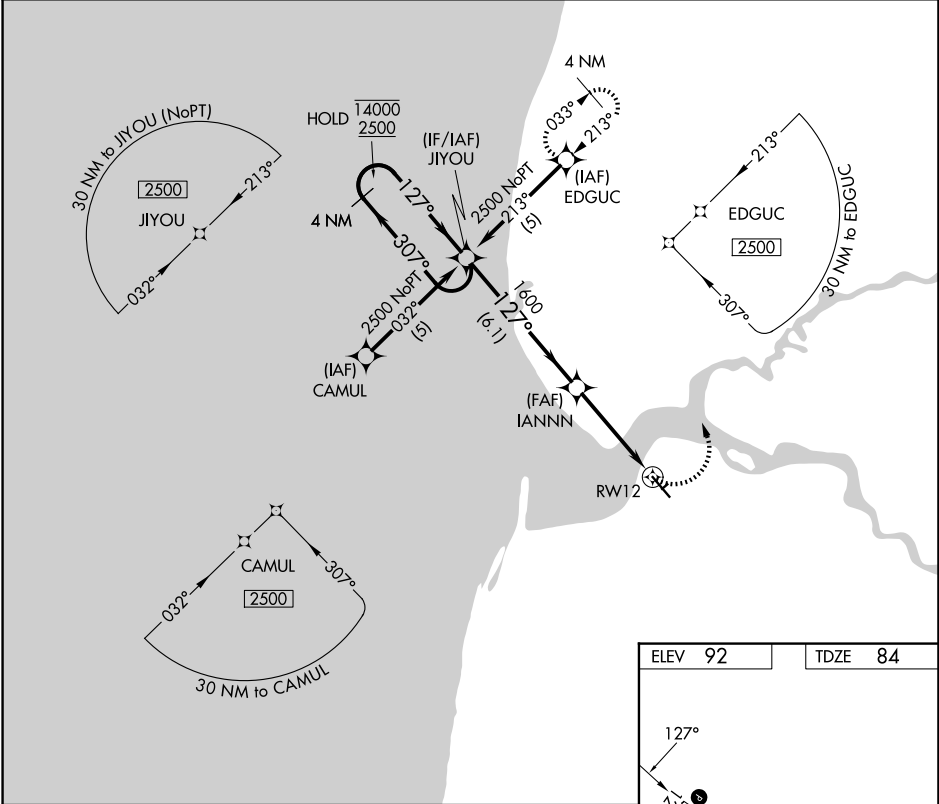 4 NM
033°
213°
(IAF)
EDGUC
HOLD
14000
2500
(IF/IAF)
JIYOU
30 NM to JIYOU (NoPT)
2500
JIYOU
213°
032°
127°
4 NM
307°
2500 NoPT
213°
(5)
2500 NoPT
032°
(5)
(IAF)
CAMUL
1600
127°
(6.1)
213°
EDGUC
2500
307°
30 NM to EDGUC
(FAF)
IANNN
RW12
CAMUL
2500
032°
307°
30 NM to CAMUL
ELEV 92
TDZE 84
127°
P